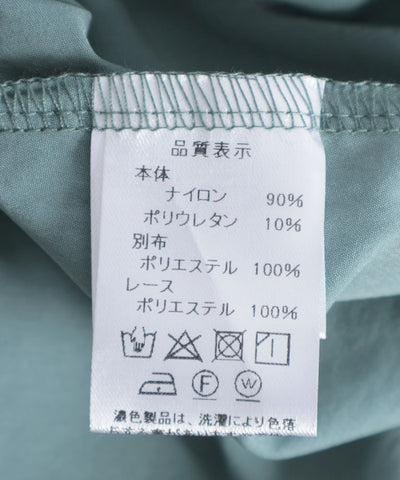 品質表示
本体
ナイロン 90%
ポリウレタン 10%
別布
ポリエステル 100%
レース
ポリエステル 100%
F
W
濃色製品は、洗濯により色落